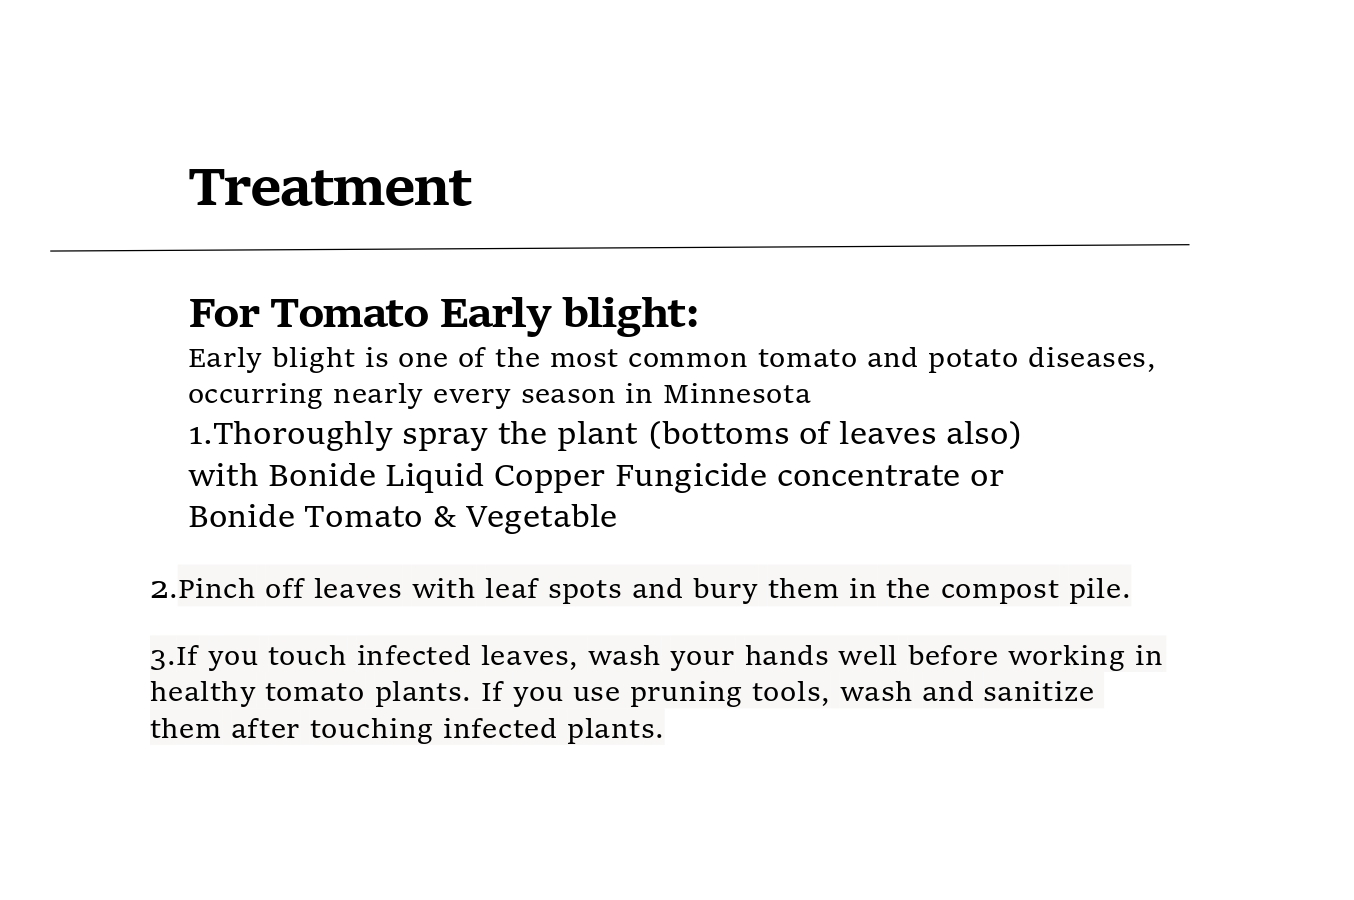 Treatment
For Tomato Early blight:
Early blight is one of the most common tomato and potato diseases,
occurring nearly every season in Minnesota
1.Thoroughly spray the plant (bottoms of leaves also)
with Bonide Liquid Copper Fungicide concentrate or
Bonide Tomato & Vegetable
2.Pinch off leaves with leaf spots and bury them in the compost pile.
3.If you touch infected leaves, wash your hands well before working in
healthy tomato plants. If you use pruning tools, wash and sanitize
them after touching infected plants.